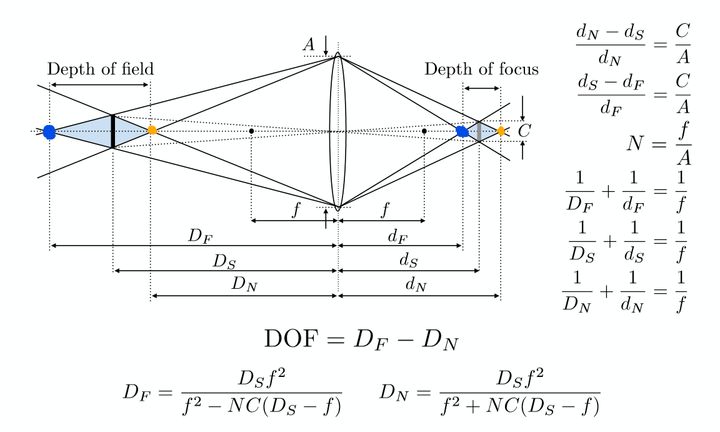 A
Depth of field
Depth of focus
C
f
f
D_F
d_F
D_S
d_S
D_N
d_N
\frac{d_N - d_S}{d_N} = \frac{C}{A}
\frac{d_S - d_F}{d_F} = \frac{C}{A}
N = \frac{f}{A}
\frac{1}{D_F} + \frac{1}{d_F} = \frac{1}{f}
\frac{1}{D_S} + \frac{1}{d_S} = \frac{1}{f}
\frac{1}{D_N} + \frac{1}{d_N} = \frac{1}{f}
DOF = D_F − D_N
D_F = \frac{D_S f^2}{f^2 - NC(D_S - f)}
D_N = \frac{D_S f^2}{f^2 + NC(D_S - f)}